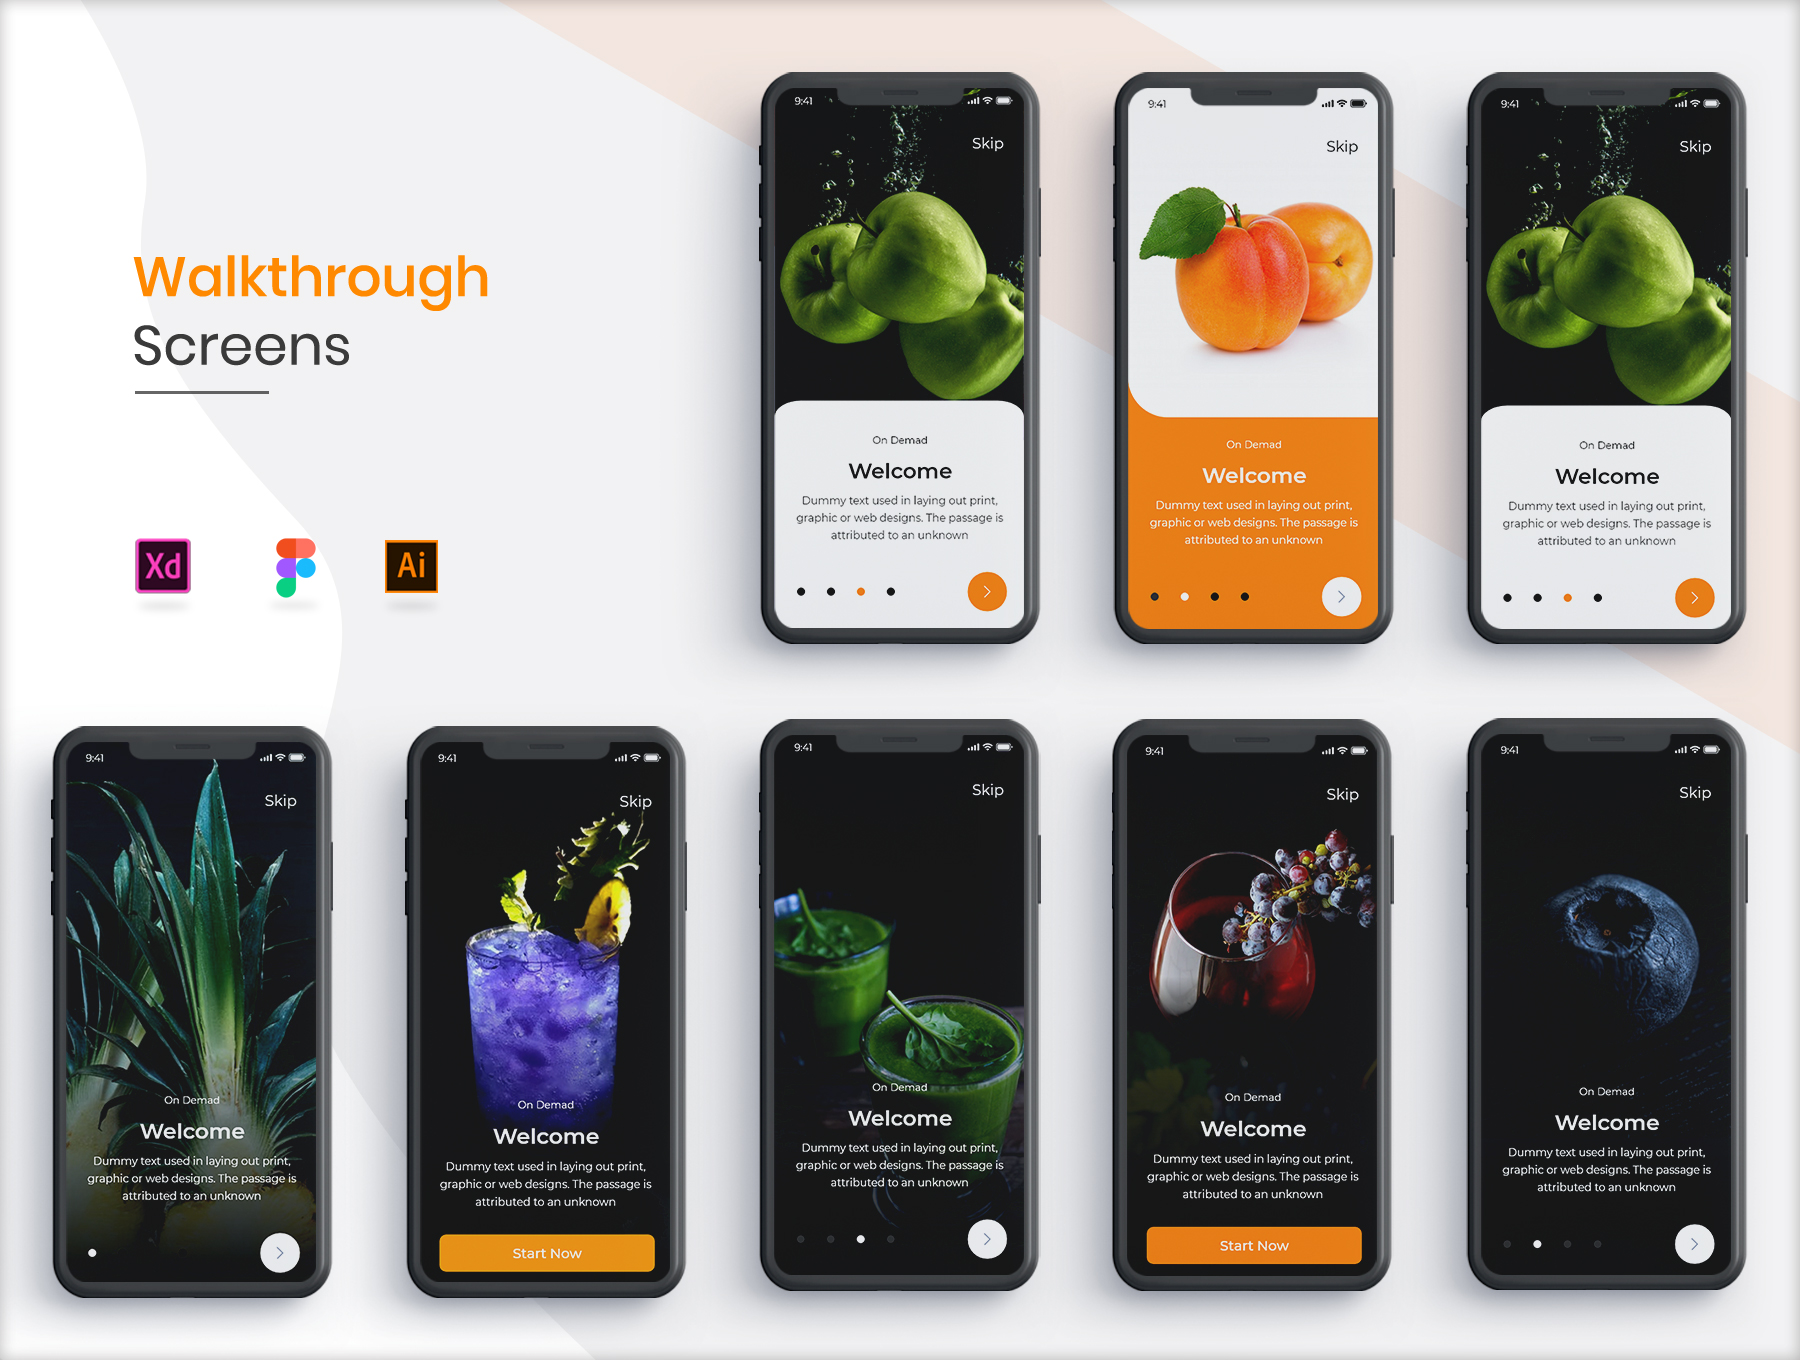 Walkthrough
Screens
Xd
Ai
9:41
Skip
On Demad
Welcome
Dummy text used in laying out print,
graphic or web designs. The passage is
attributed to an unknown
9:41
Skip
On Demad
Welcome
Dummy text used in laying out print,
graphic or web designs. The passage is
attributed to an unknown
9:41
Skip
On Demad
Welcome
Dummy text used in laying out print,
graphic or web designs. The passage is
attributed to an unknown
9:41
Skip
On Demad
Welcome
Dummy text used in laying out print,
graphic or web designs. The passage is
attributed to an unknown
9:41
Skip
On Demad
Welcome
Dummy text used in laying out print,
graphic or web designs. The passage is
attributed to an unknown
Start Now
9:41
Skip
On Demad
Welcome
Dummy text used in laying out print,
graphic or web designs. The passage is
attributed to an unknown
9:41
Skip
On Demad
Welcome
Dummy text used in laying out print,
graphic or web designs. The passage is
attributed to an unknown
Start Now
9:41
Skip
On Demad
Welcome
Dummy text used in laying out print,
graphic or web designs. The passage is
attributed to an unknown